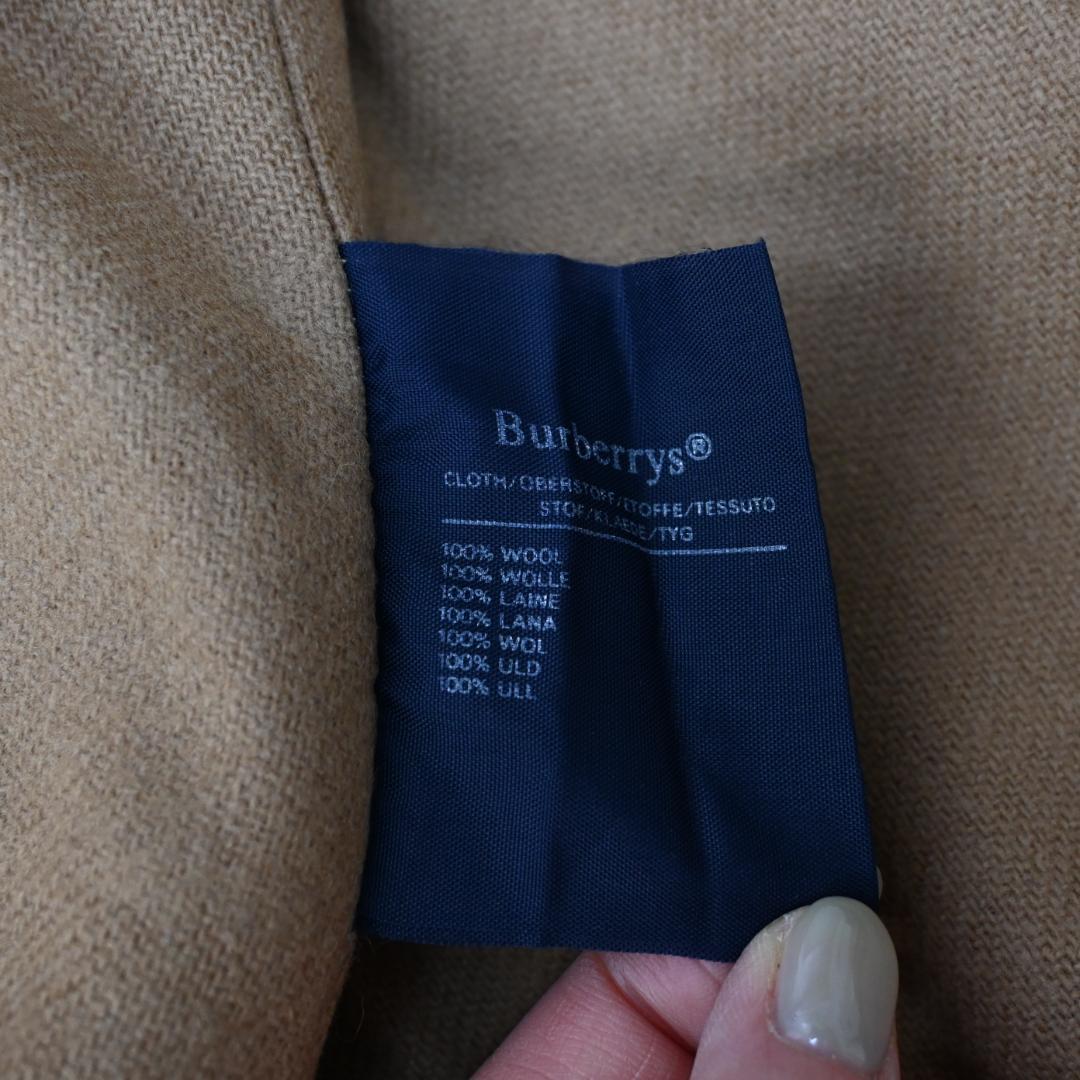 Burberrys®
CLOTH/OBERSTOFF/ETOFFE/TESSUTO
STOF/KLAEDE/TYG
100% WOOL
100% WOLLE
100% LAINE
100% LANA
100% WOL
100% ULD
100% ULL